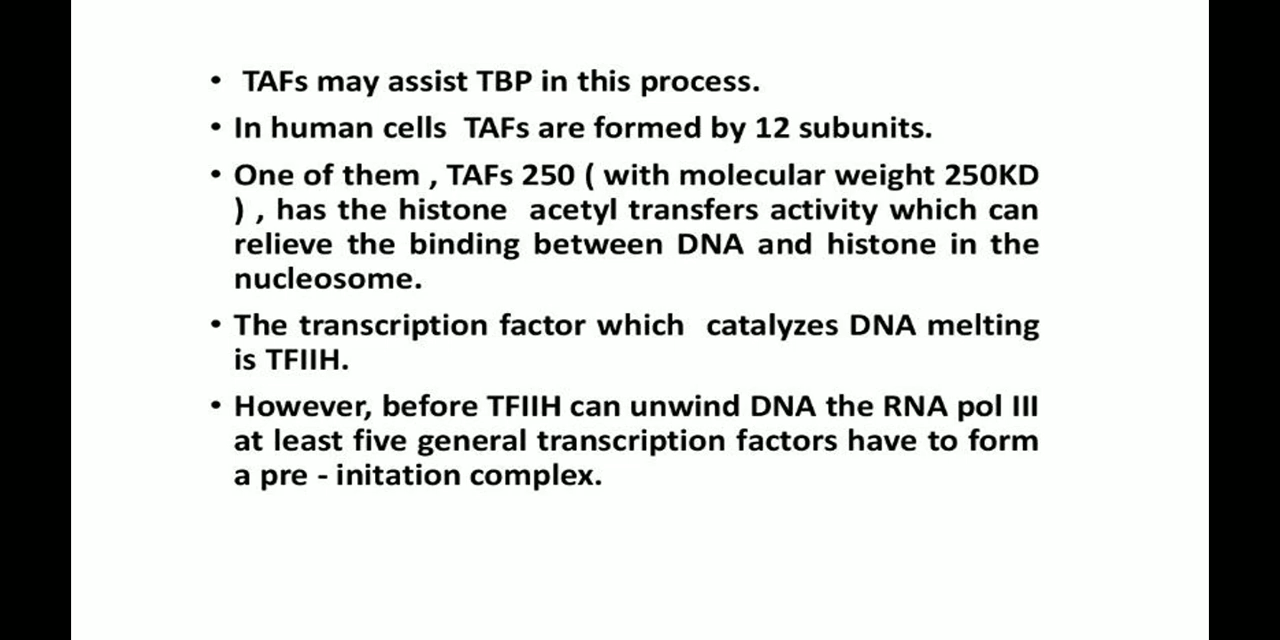 • TAFs may assist TBP in this process.
• In human cells TAFs are formed by 12 subunits.
• One of them , TAFs 250 ( with molecular weight 250KD
) , has the histone acetyl transfers activity which can
relieve the binding between DNA and histone in the
nucleosome.
• The transcription factor which catalyzes DNA melting
is TFIIH.
• However, before TFIIH can unwind DNA the RNA pol III
at least five general transcription factors have to form
a pre - initation complex.